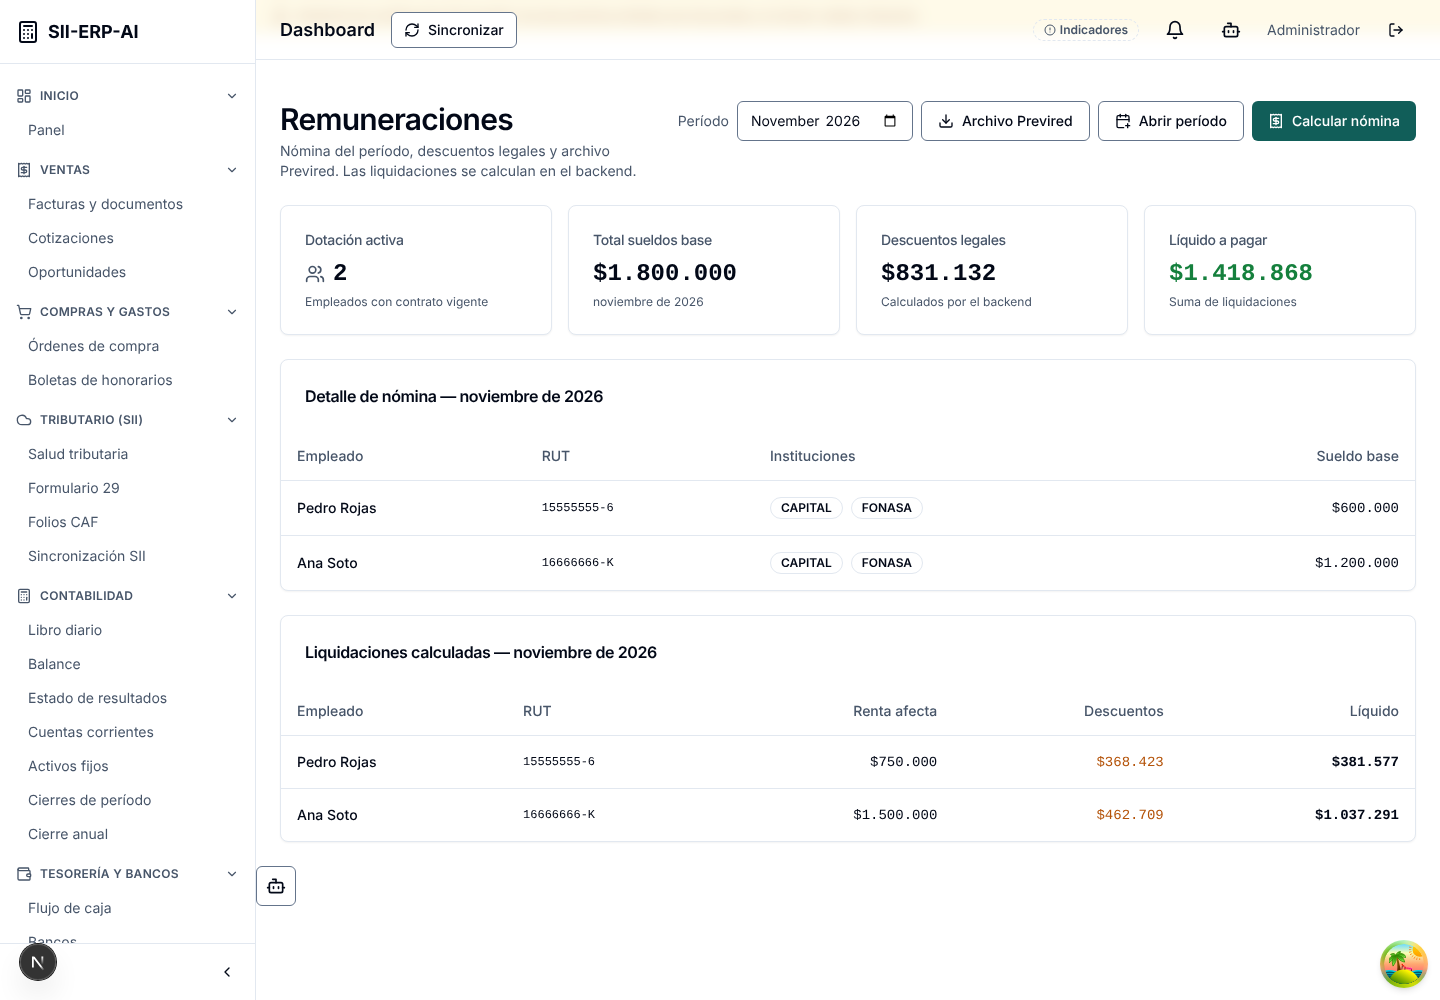 SII-ERP-AI
Dashboard
Sincronizar
Indicadores
Administrador
INICIO
Panel
VENTAS
Facturas y documentos
Cotizaciones
Oportunidades
COMPRAS Y GASTOS
Órdenes de compra
Boletas de honorarios
TRIBUTARIO (SII)
Salud tributaria
Formulario 29
Folios CAF
Sincronización SII
CONTABILIDAD
Libro diario
Balance
Estado de resultados
Cuentas corrientes
Activos fijos
Cierres de período
Cierre anual
TESORERÍA Y BANCOS
Flujo de caja
Bancos
N
Remuneraciones
Nómina del período, descuentos legales y archivo
Previred. Las liquidaciones se calculan en el backend.
Período
November 2026
Archivo Previred
Abrir período
Calcular nómina
Dotación activa
2
Empleados con contrato vigente
Total sueldos base
$1.800.000
noviembre de 2026
Descuentos legales
$831.132
Calculados por el backend
Líquido a pagar
$1.418.868
Suma de liquidaciones
Detalle de nómina — noviembre de 2026
Empleado RUT Instituciones Sueldo base
Pedro Rojas 15555555-6 CAPITAL FONASA $600.000
Ana Soto 16666666-K CAPITAL FONASA $1.200.000
Liquidaciones calculadas — noviembre de 2026
Empleado RUT Renta afecta Descuentos Líquido
Pedro Rojas 15555555-6 $750.000 $368.423 $381.577
Ana Soto 16666666-K $1.500.000 $462.709 $1.037.291